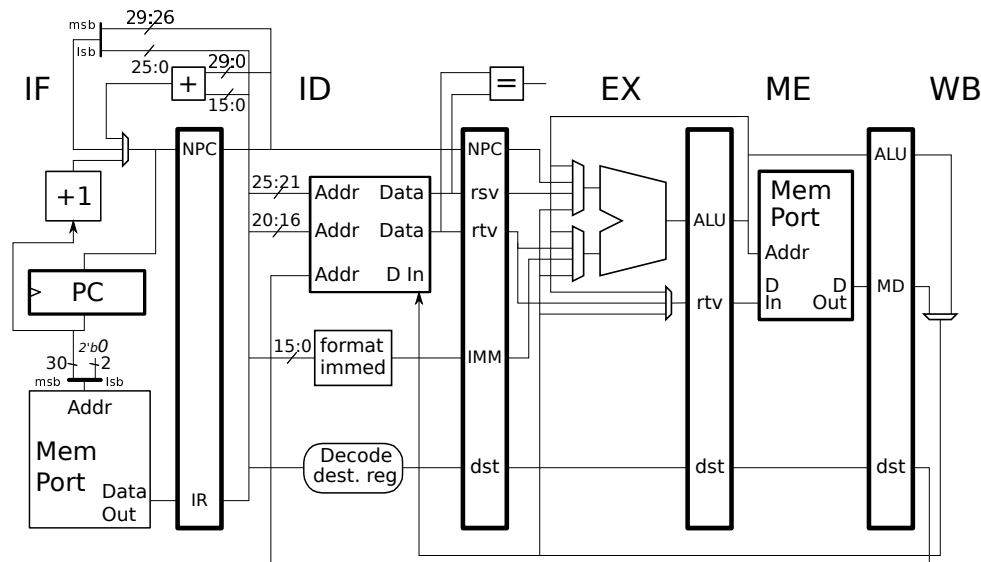 29:26
msb
lsb
25:0
29:0
15:0
+
=
IF
ID
EX
ME
WB
NPC
NPC
ALU
+1
25:21
Addr
Data
rsv
Mem
Port
20:16
Addr
Data
rtv
ALU
Addr
Addr
D In
PC
D
In
D
Out
MD
rtv
2'b0
30
2
msb
lsb
15:0
format
immed
IMM
Addr
Mem
Port
Data
Out
IR
Decode
dest. reg
dst
dst
dst